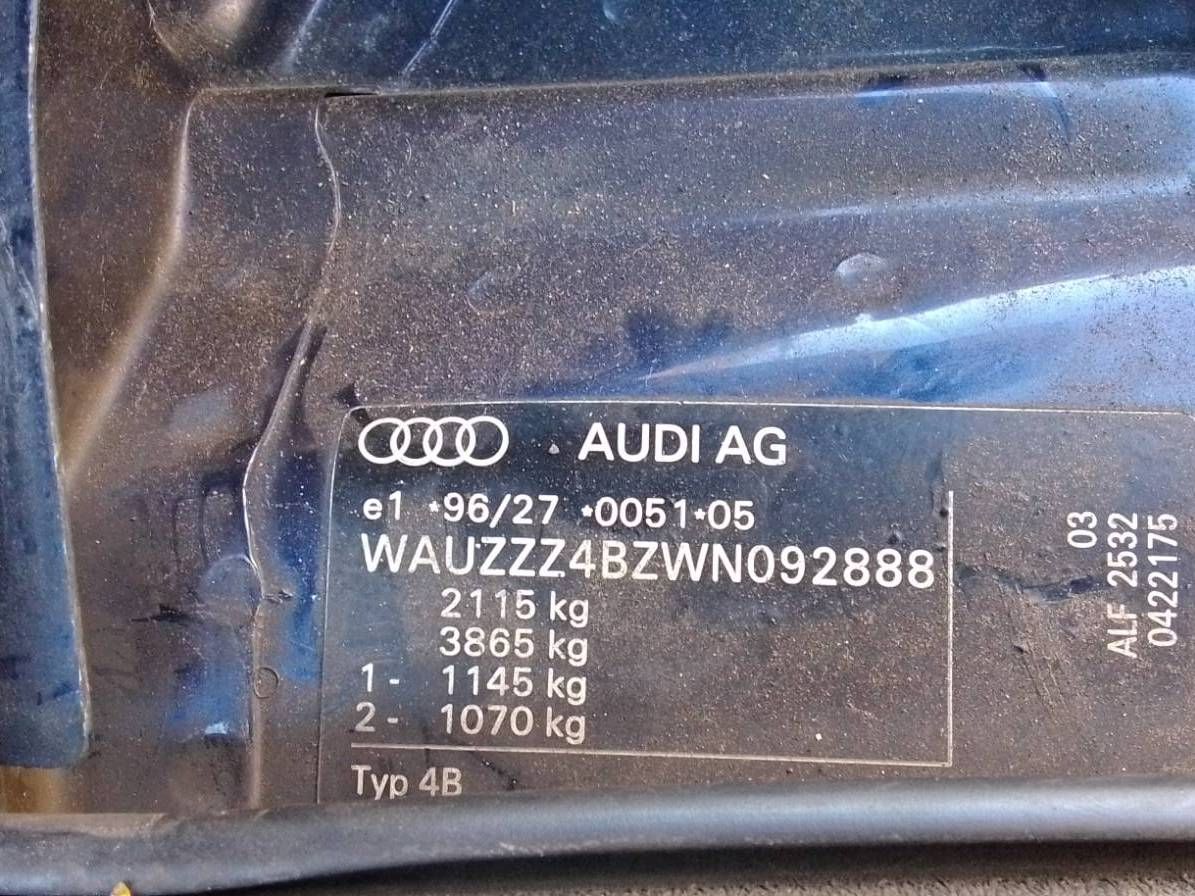 AUDI AG
e1 *96/27 *0051*05
WAUZZZ4BZWN092888
2115 kg
3865 kg
1- 1145 kg
2- 1070 kg
Typ 4B
03
ALF 2532
0422175